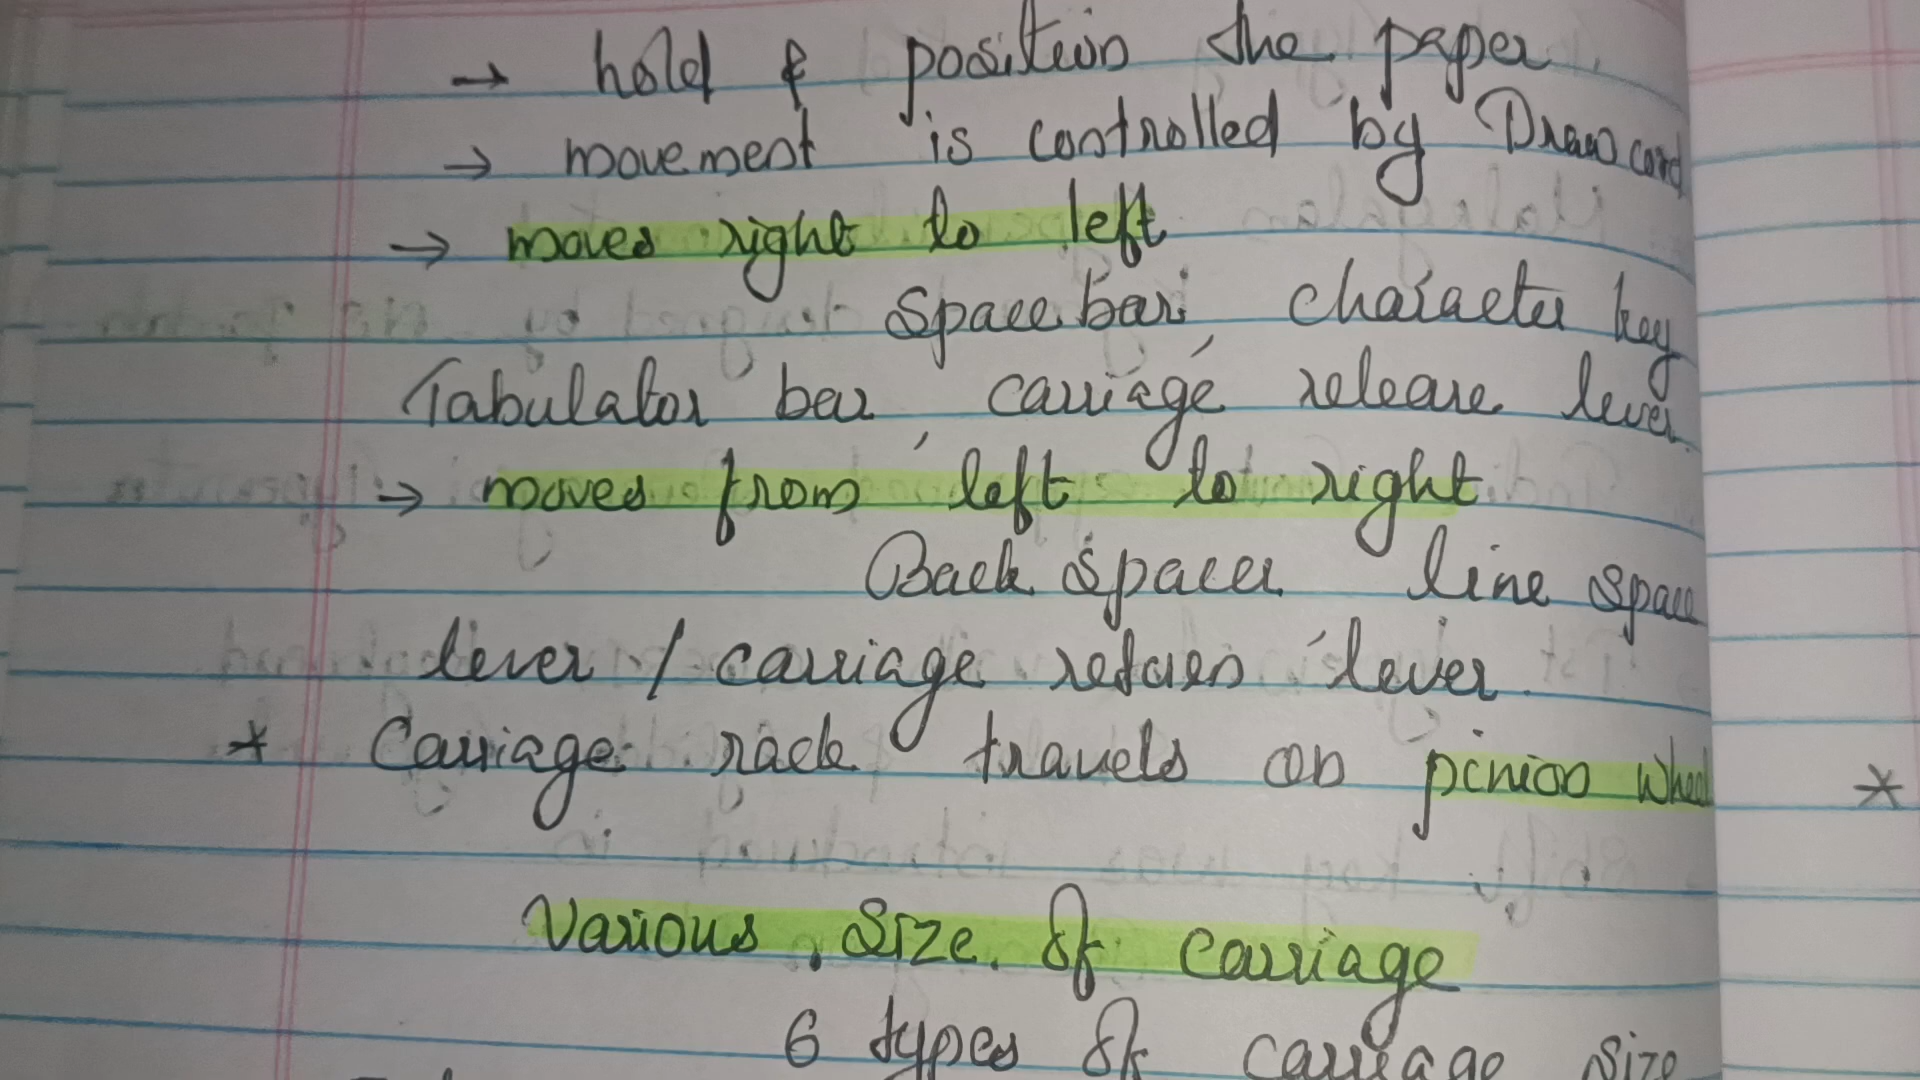 → hold & position the paper
→ movement is controlled by Draw cord
→ moves right to left
Space bar, character key
Tabulator bar, carriage release lever
→ moves from left to right
Back spacer line space
lever / carriage return lever
* Carriage rack travels on pinion wheel *
Various size of carriage
6 types of carriage size